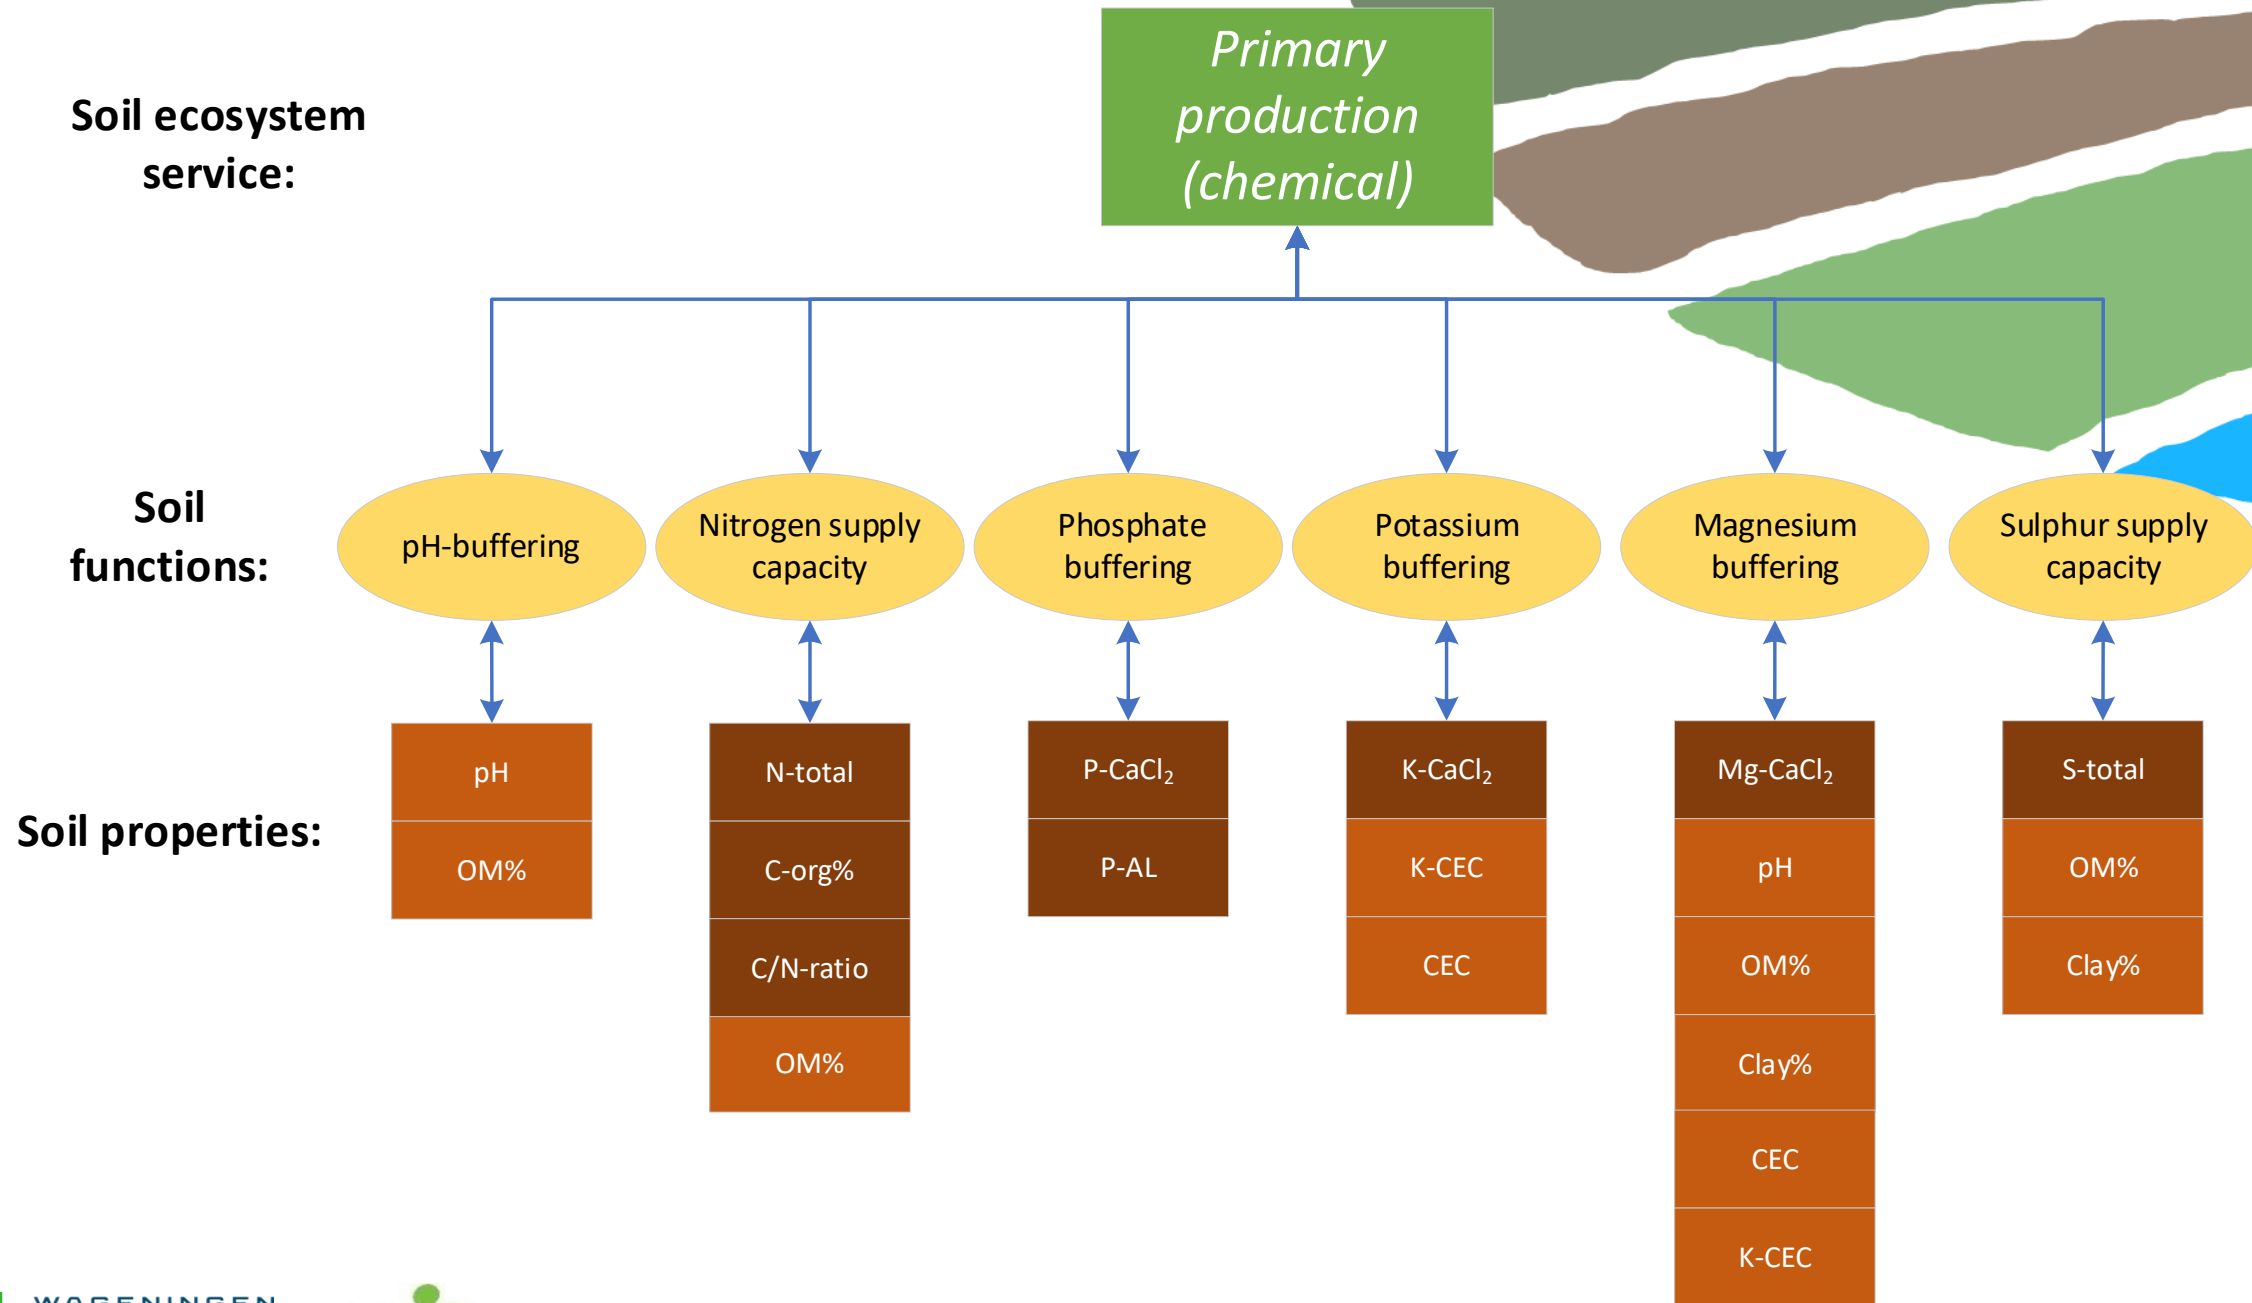 Primary
production
(chemical)
Soil ecosystem
service:
Soil
functions:
pH-buffering
Nitrogen supply
capacity
Phosphate
buffering
Potassium
buffering
Magnesium
buffering
Sulphur supply
capacity
Soil properties:
pH
OM%
N-total
C-org%
C/N-ratio
OM%
P-CaCl₂
P-AL
K-CaCl₂
K-CEC
CEC
Mg-CaCl₂
pH
OM%
Clay%
CEC
K-CEC
S-total
OM%
Clay%
WAGENINGEN